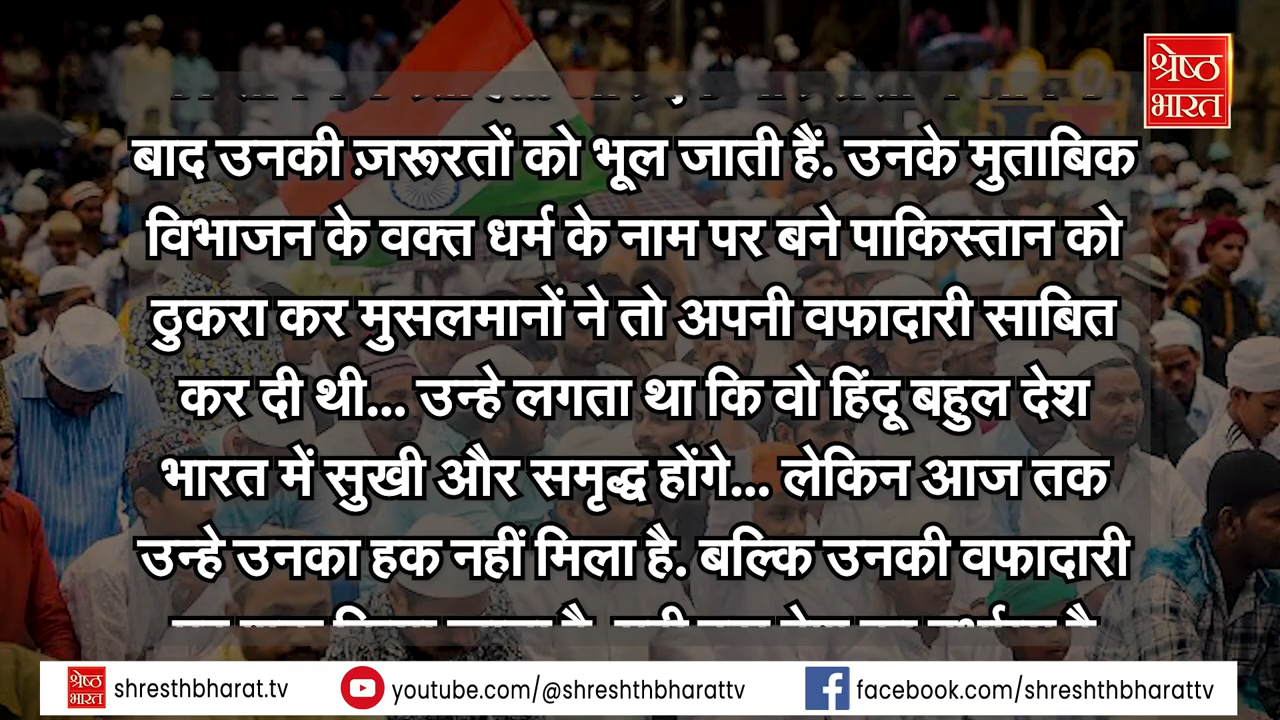 श्रेष्ठ
भारत
बाद उनकी ज़रूरतों को भूल जाती हैं. उनके मुताबिक
विभाजन के वक्त धर्म के नाम पर बने पाकिस्तान को
ठुकरा कर मुसलमानों ने तो अपनी वफादारी साबित
कर दी थी... उन्हे लगता था कि वो हिंदू बहुल देश
भारत में सुखी और समृद्ध होंगे... लेकिन आज तक
उन्हे उनका हक नहीं मिला है. बल्कि उनकी वफादारी
श्रेष्ठ
भारत
shresthbharat.tv
youtube.com/@shreshthbharattv
facebook.com/shreshthbharattv